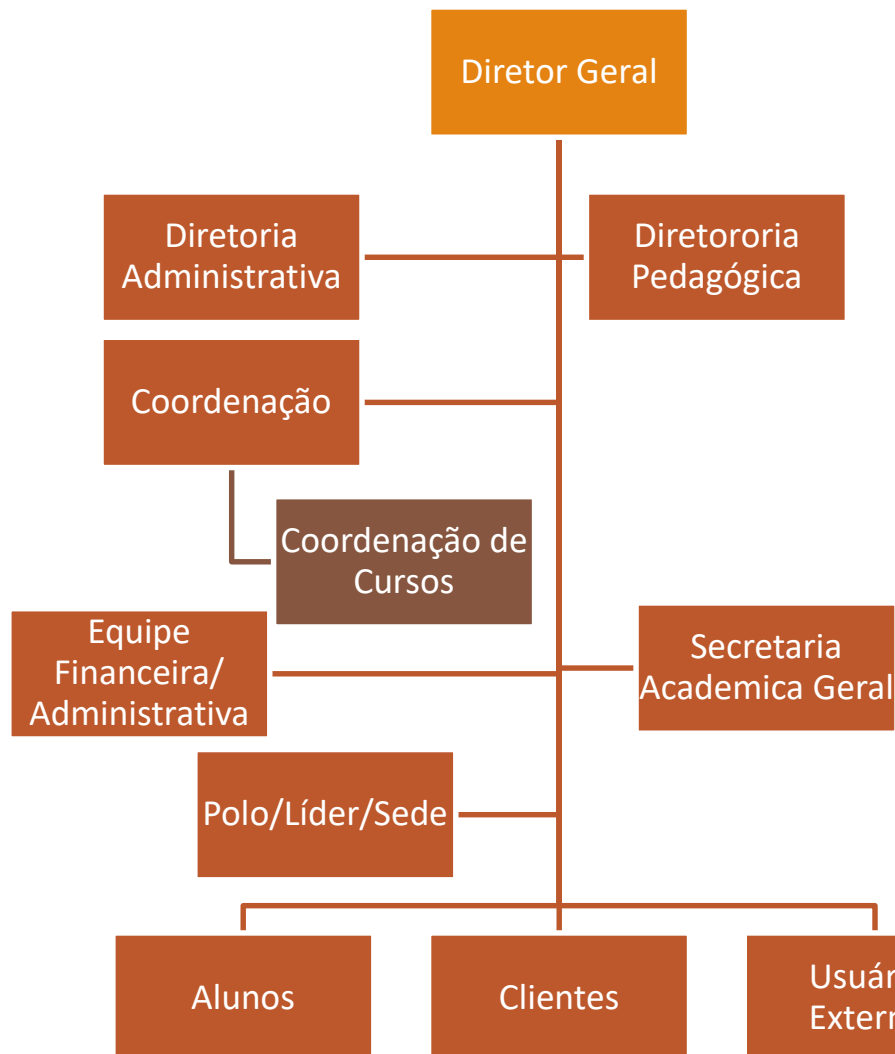 Diretor Geral
Diretoria
Administrativa
Diretororia
Pedagógica
Coordenação
Coordenação de
Cursos
Equipe
Financeira/
Administrativa
Secretaria
Academica Geral
Polo/Líder/Sede
Alunos
Clientes